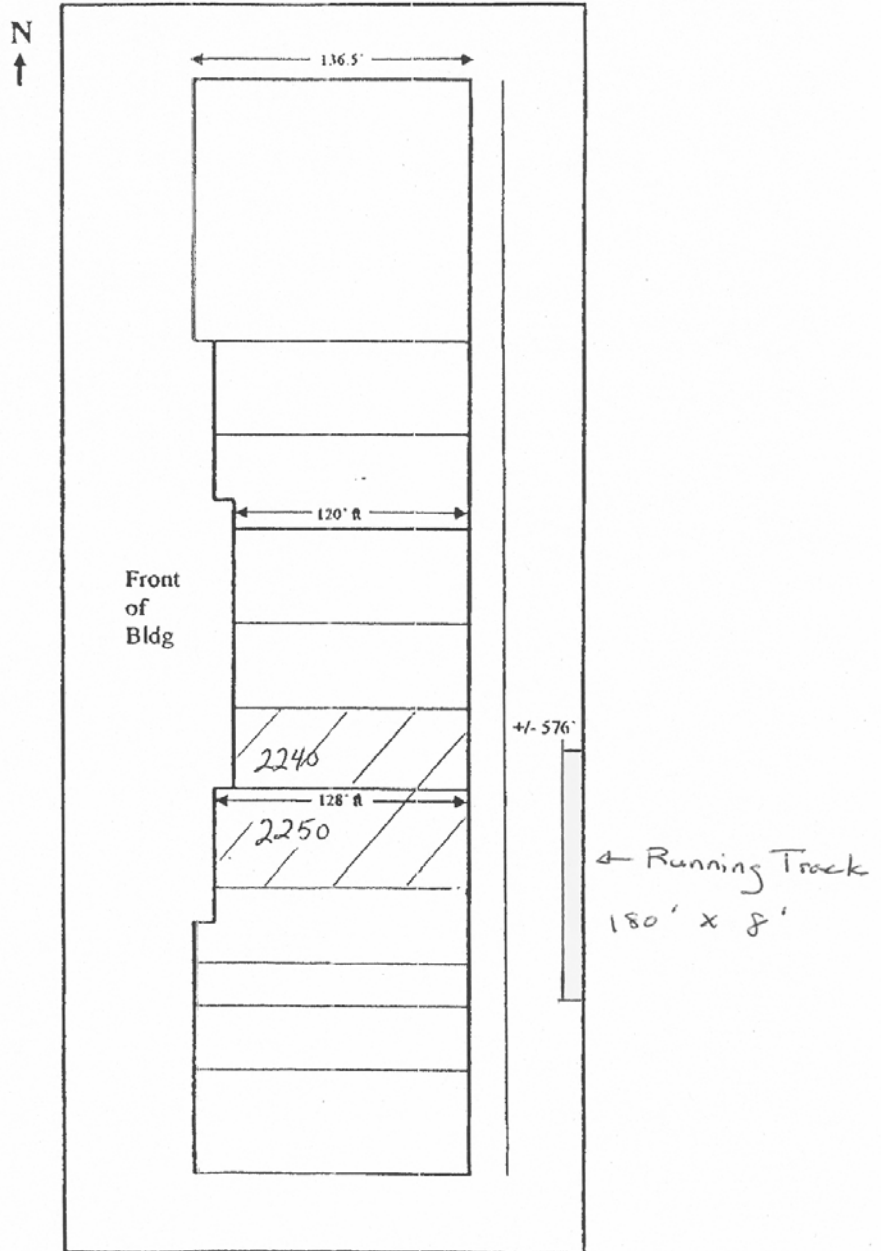 N
136.5'
120' ft
Front
of
Bldg
+/- 576'
2240
128' ft
2250
Running Track
180' x 8'